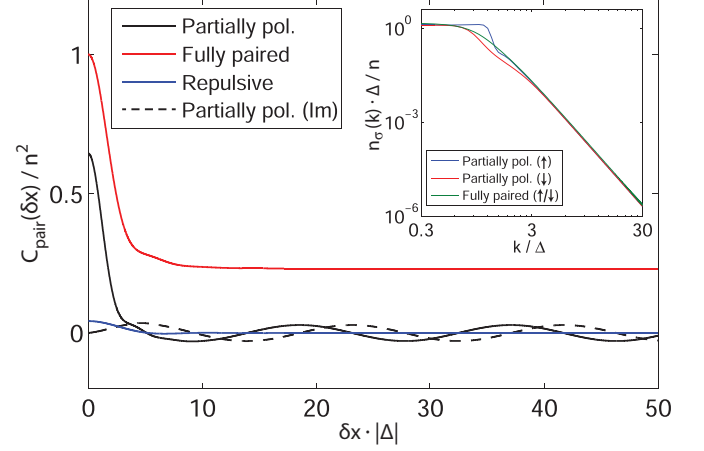 Partially pol.
Fully paired
Repulsive
Partially pol. (Im)
1
0.5
0
C_pair(δx) / n²
0 10 20 30 40 50
δx · |Δ|
10⁰
10⁻³
10⁻⁶
n_σ(k) · Δ / n
Partially pol. (↑)
Partially pol. (↓)
Fully paired (↑/↓)
0.3 3 30
k / Δ